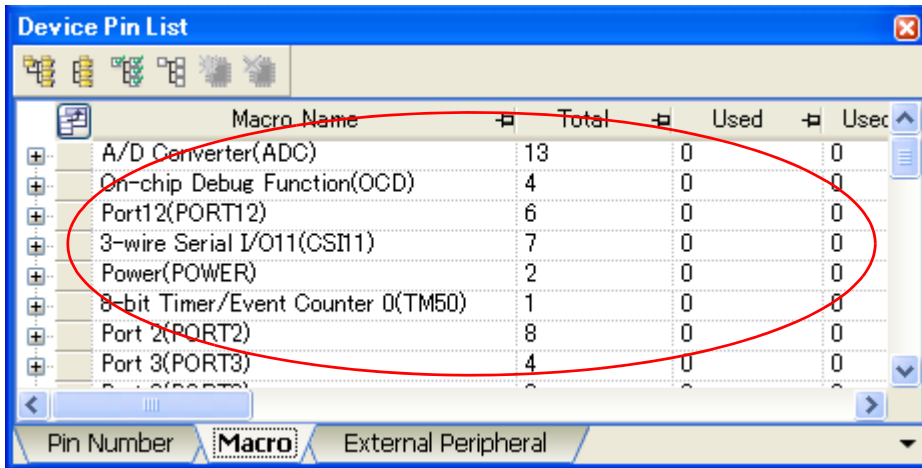 Device Pin List
Macro Name Total Used Used
A/D Converter(ADC) 13 0 0
On-chip Debug Function(OCD) 4 0 0
Port12(PORT12) 6 0 0
3-wire Serial I/O11(CSI11) 7 0 0
Power(POWER) 2 0 0
8-bit Timer/Event Counter 0(TM50) 1 0 0
Port 2(PORT2) 8 0 0
Port 3(PORT3) 4 0 0
Pin Number Macro External Peripheral